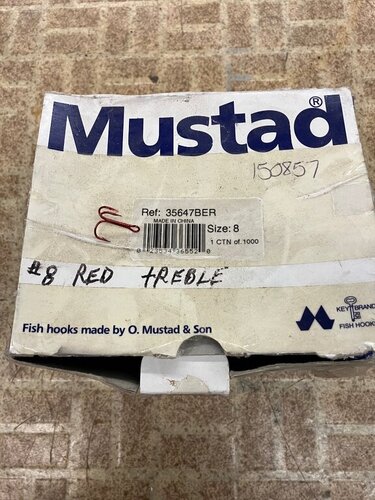 Mustad®
150857
Ref: 35647BER
MADE IN CHINA
Size: 8
1 CTN of.1000
#8 RED TREBLE
KEY BRAND
FISH HOOKS
Fish hooks made by O. Mustad & Son